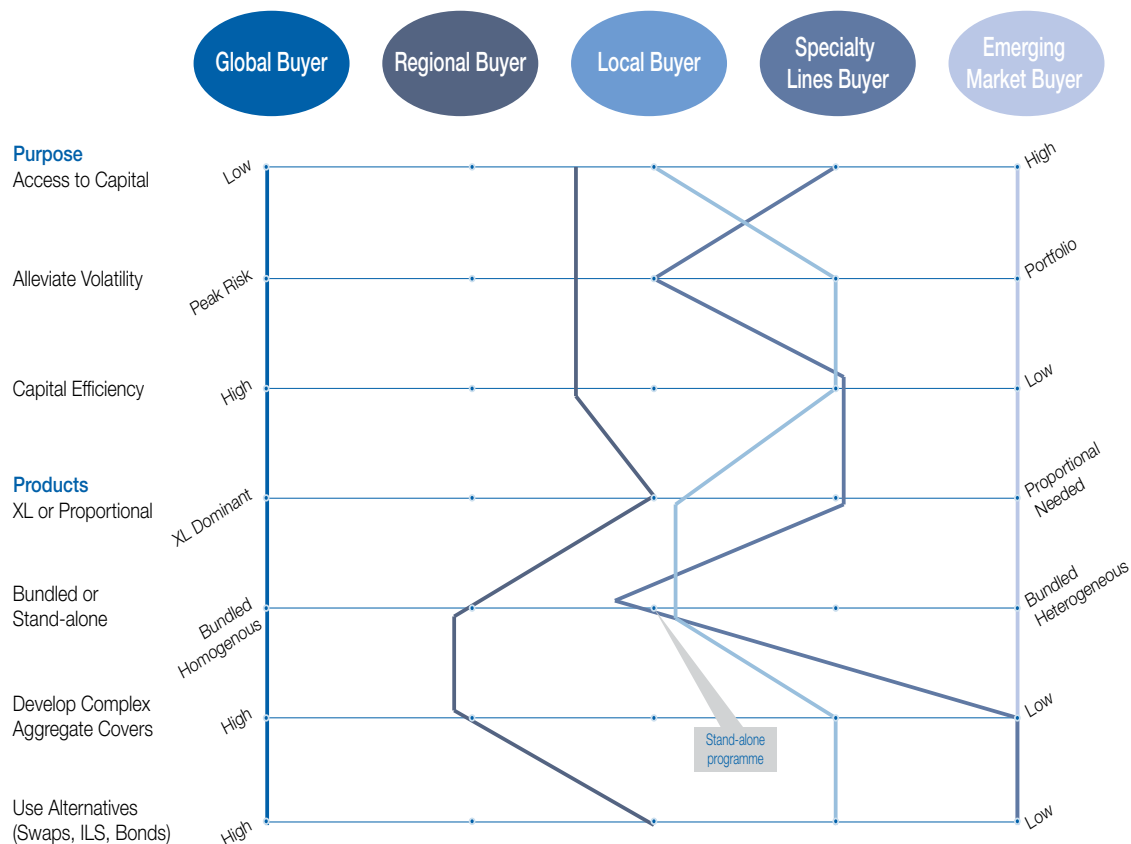 Global Buyer
Regional Buyer
Local Buyer
Specialty
Lines Buyer
Emerging
Market Buyer
Purpose
Access to Capital
Low
High
Alleviate Volatility
Peak Risk
Portfolio
Capital Efficiency
High
Low
Products
XL or Proportional
XL Dominant
Proportional
Needed
Bundled or
Stand-alone
Bundled
Homogenous
Bundled
Heterogeneous
Develop Complex
Aggregate Covers
High
Low
Stand-alone
programme
Use Alternatives
(Swaps, ILS, Bonds)
High
Low